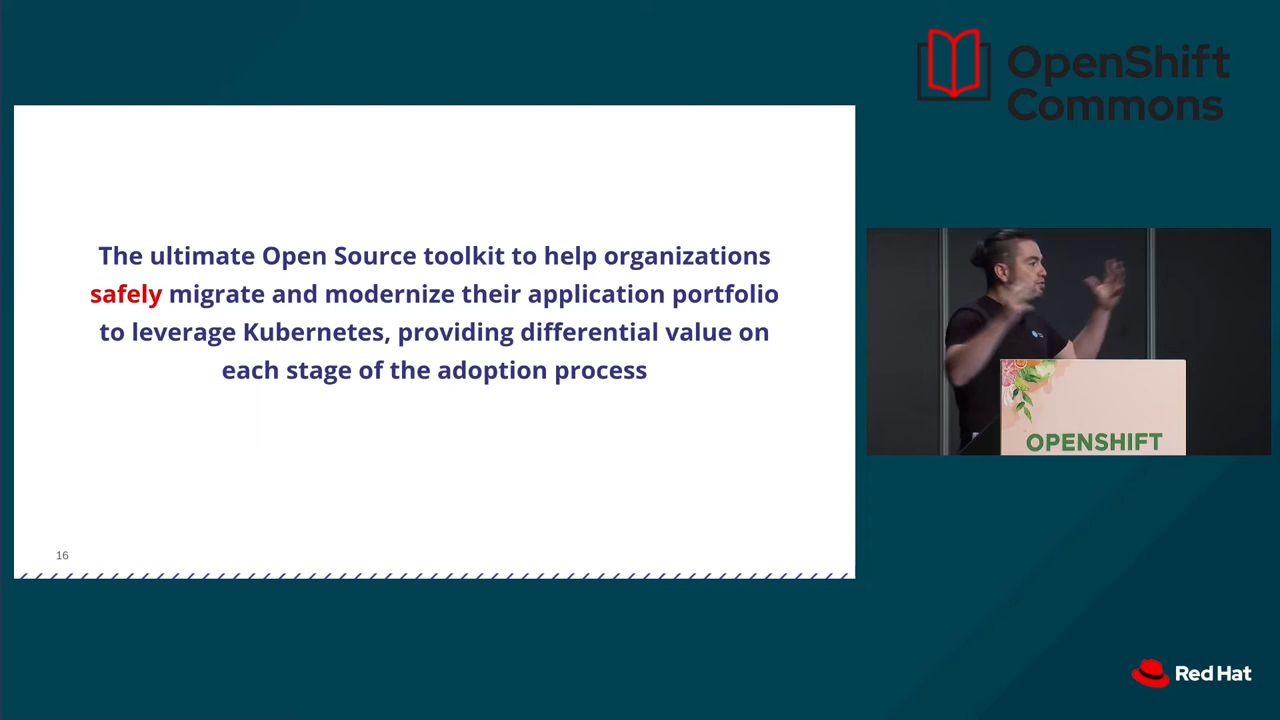 OpenShift
Commons
The ultimate Open Source toolkit to help organizations
safely migrate and modernize their application portfolio
to leverage Kubernetes, providing differential value on
each stage of the adoption process
16
OPENSHIFT
Red Hat